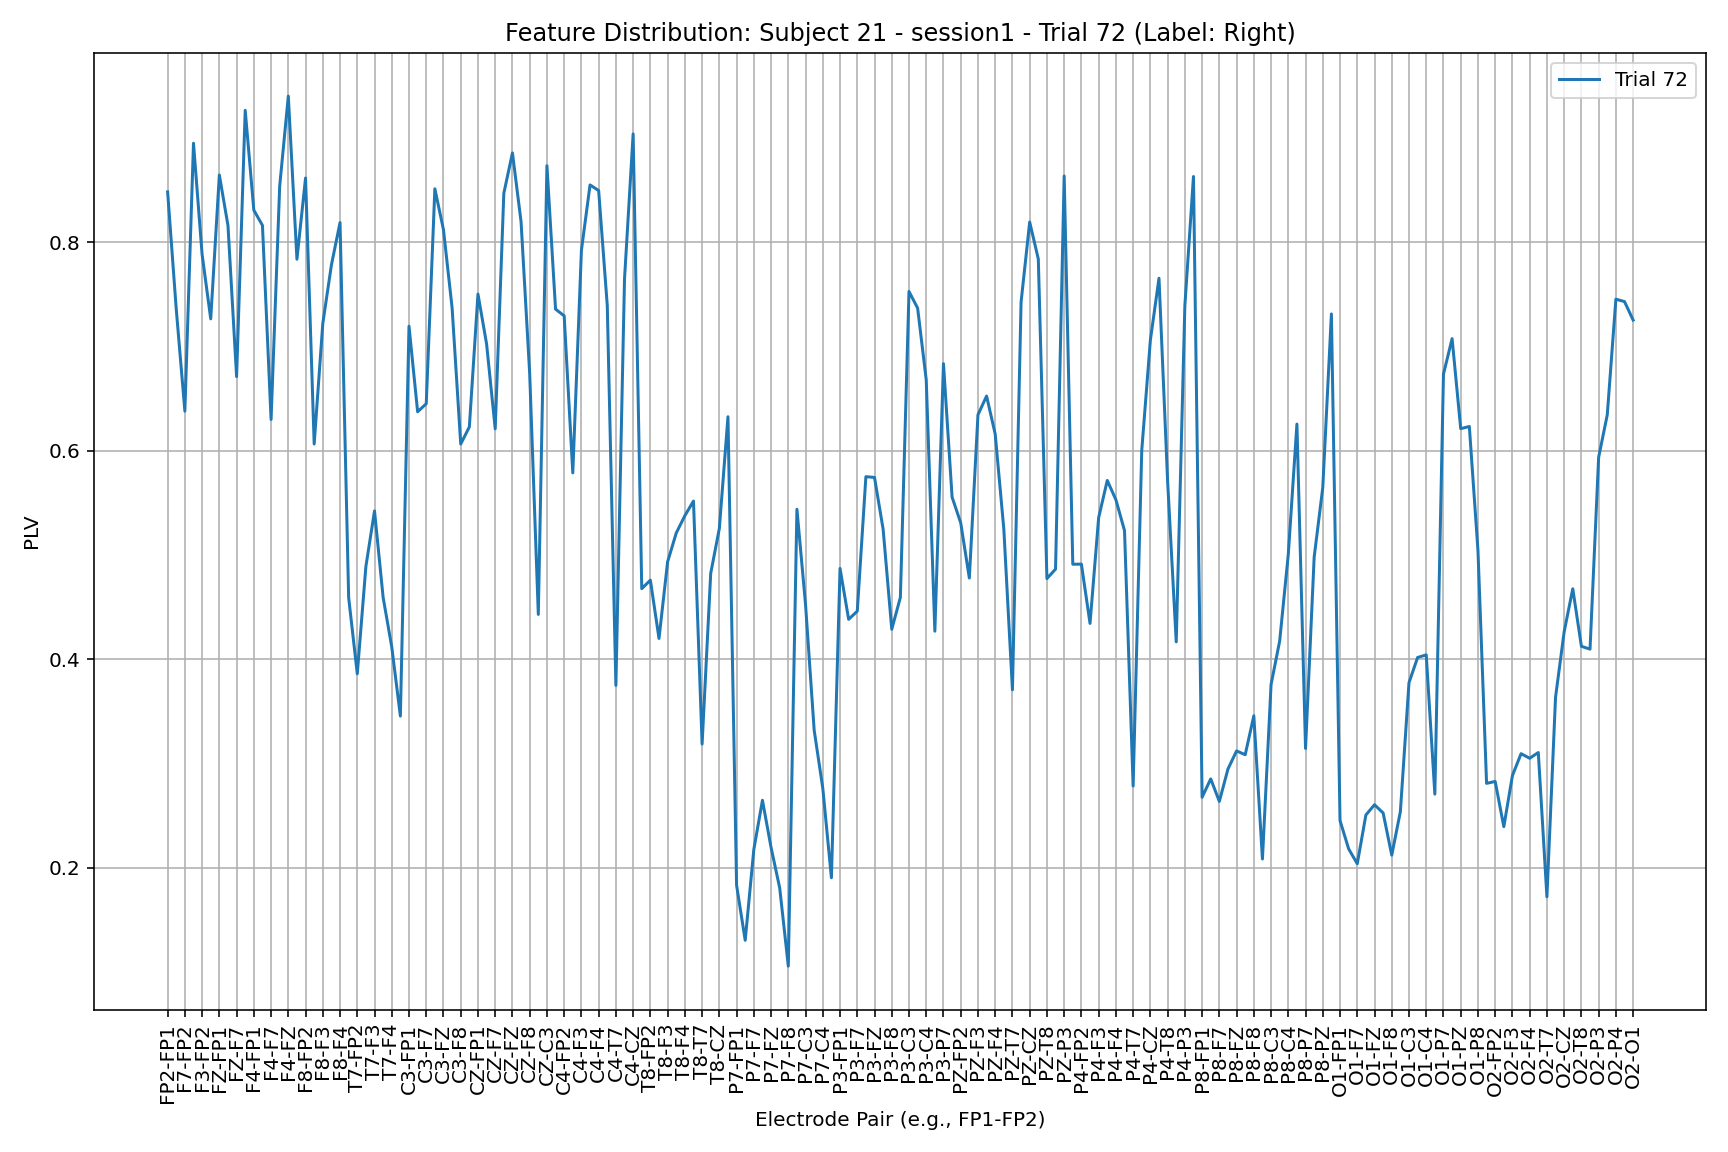 Feature Distribution: Subject 21 - session1 - Trial 72 (Label: Right)
Trial 72
PLV
0.8
0.6
0.4
0.2
FP2-FP1
F7-FP2
F3-FP2
FZ-FP1
FZ-F7
F4-FP1
F4-F7
F4-FZ
F8-FP2
F8-F3
F8-F4
T7-FP2
T7-F3
T7-F4
C3-FP1
C3-F7
C3-FZ
C3-F8
CZ-FP1
CZ-F7
CZ-FZ
CZ-F8
CZ-C3
C4-FP2
C4-F3
C4-F4
C4-T7
C4-CZ
T8-FP2
T8-F3
T8-F4
T8-T7
T8-CZ
P7-FP1
P7-F7
P7-FZ
P7-F8
P7-C3
P7-C4
P3-FP1
P3-F7
P3-FZ
P3-F8
P3-C3
P3-C4
P3-P7
PZ-FP2
PZ-F3
PZ-F4
PZ-T7
PZ-CZ
PZ-T8
PZ-P3
P4-FP2
P4-F3
P4-F4
P4-T7
P4-CZ
P4-T8
P4-P3
P8-FP1
P8-F7
P8-FZ
P8-F8
P8-C3
P8-C4
P8-P7
P8-PZ
O1-FP1
O1-F7
O1-FZ
O1-F8
O1-C3
O1-C4
O1-P7
O1-PZ
O1-P8
O2-FP2
O2-F3
O2-F4
O2-T7
O2-CZ
O2-T8
O2-P3
O2-P4
O2-O1
Electrode Pair (e.g., FP1-FP2)